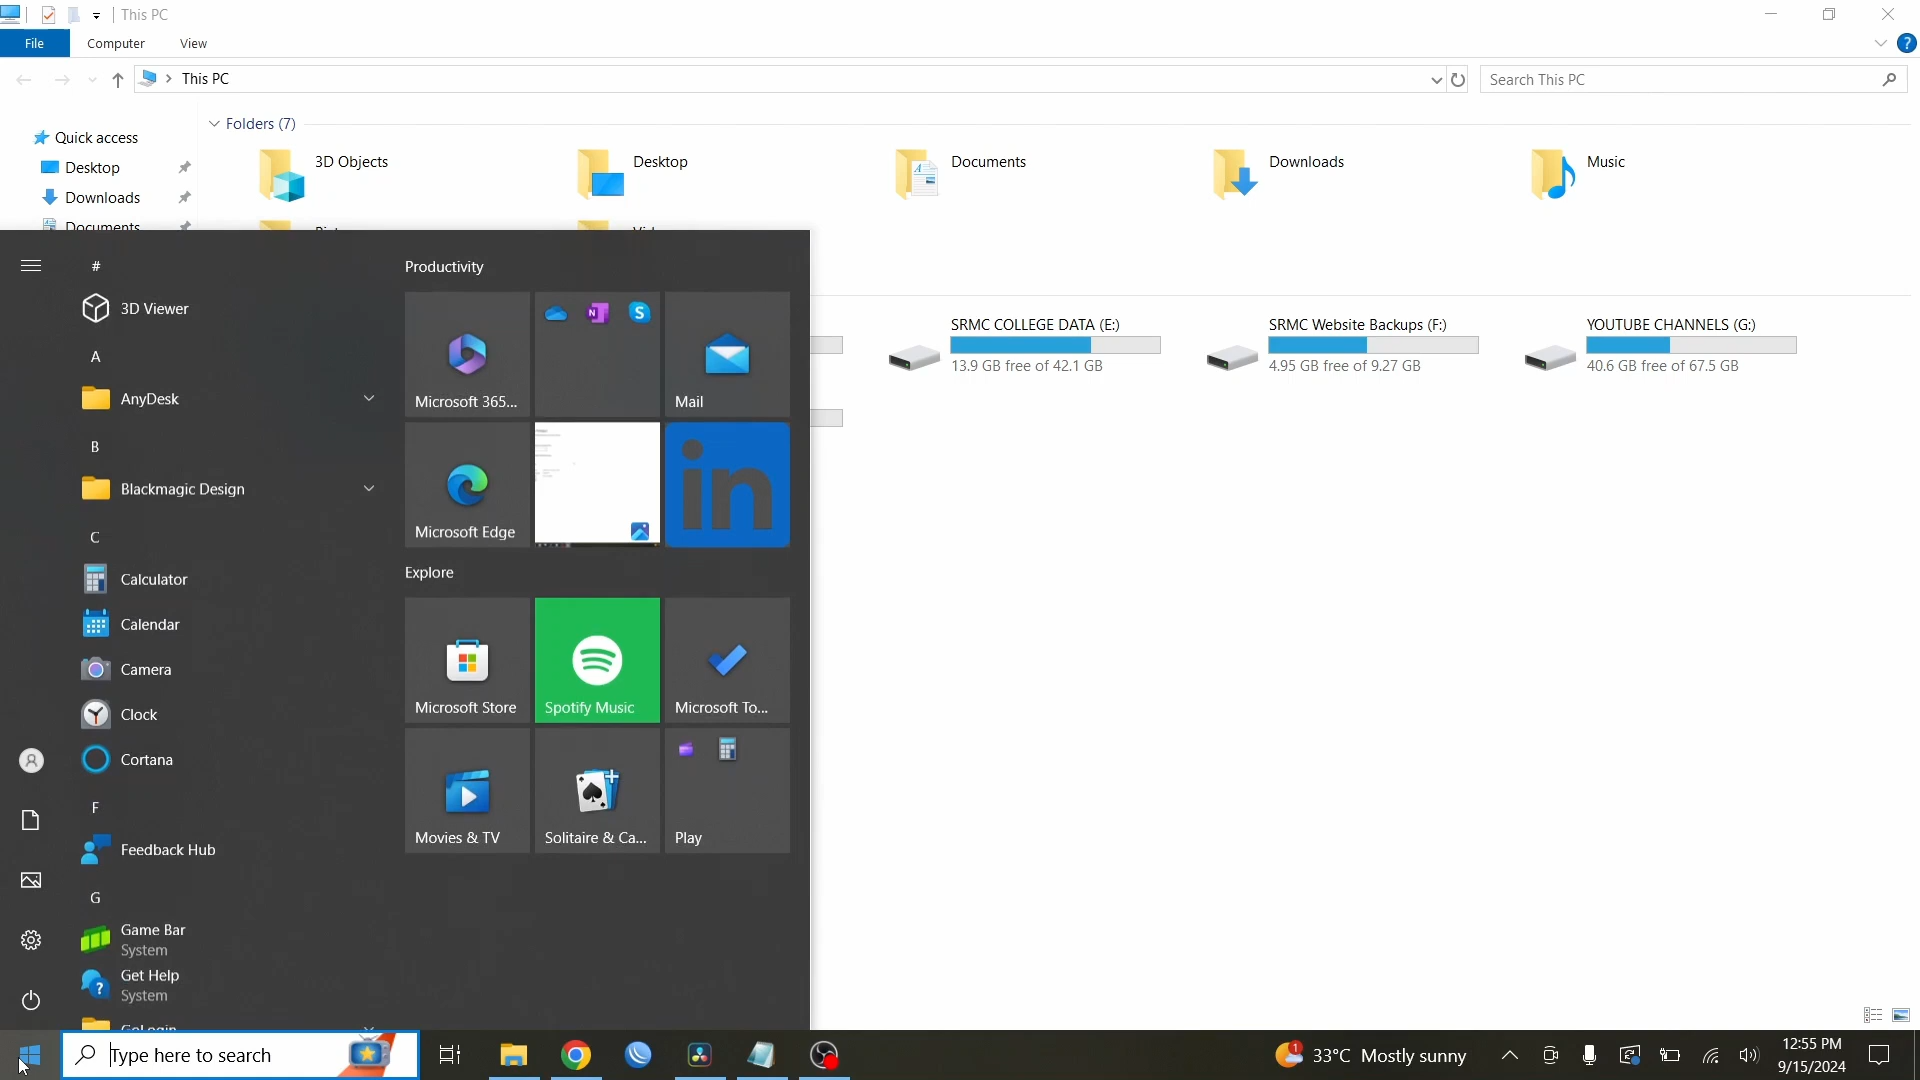 This PC
File
Computer
View
This PC
Search This PC
Quick access
Desktop
Downloads
Documents
Folders (7)
3D Objects
Desktop
Documents
Downloads
Music
SRMC COLLEGE DATA (E:)
13.9 GB free of 42.1 GB
SRMC Website Backups (F:)
4.95 GB free of 9.27 GB
YOUTUBE CHANNELS (G:)
40.6 GB free of 67.5 GB
#
3D Viewer
A
AnyDesk
B
Blackmagic Design
C
Calculator
Calendar
Camera
Clock
Cortana
F
Feedback Hub
G
Game Bar
System
Get Help
System
GoLogin
Productivity
Microsoft 365...
Mail
Microsoft Edge
in
Explore
Microsoft Store
Spotify Music
Microsoft To...
Movies & TV
Solitaire & Ca...
Play
Type here to search
33°C Mostly sunny
12:55 PM
9/15/2024